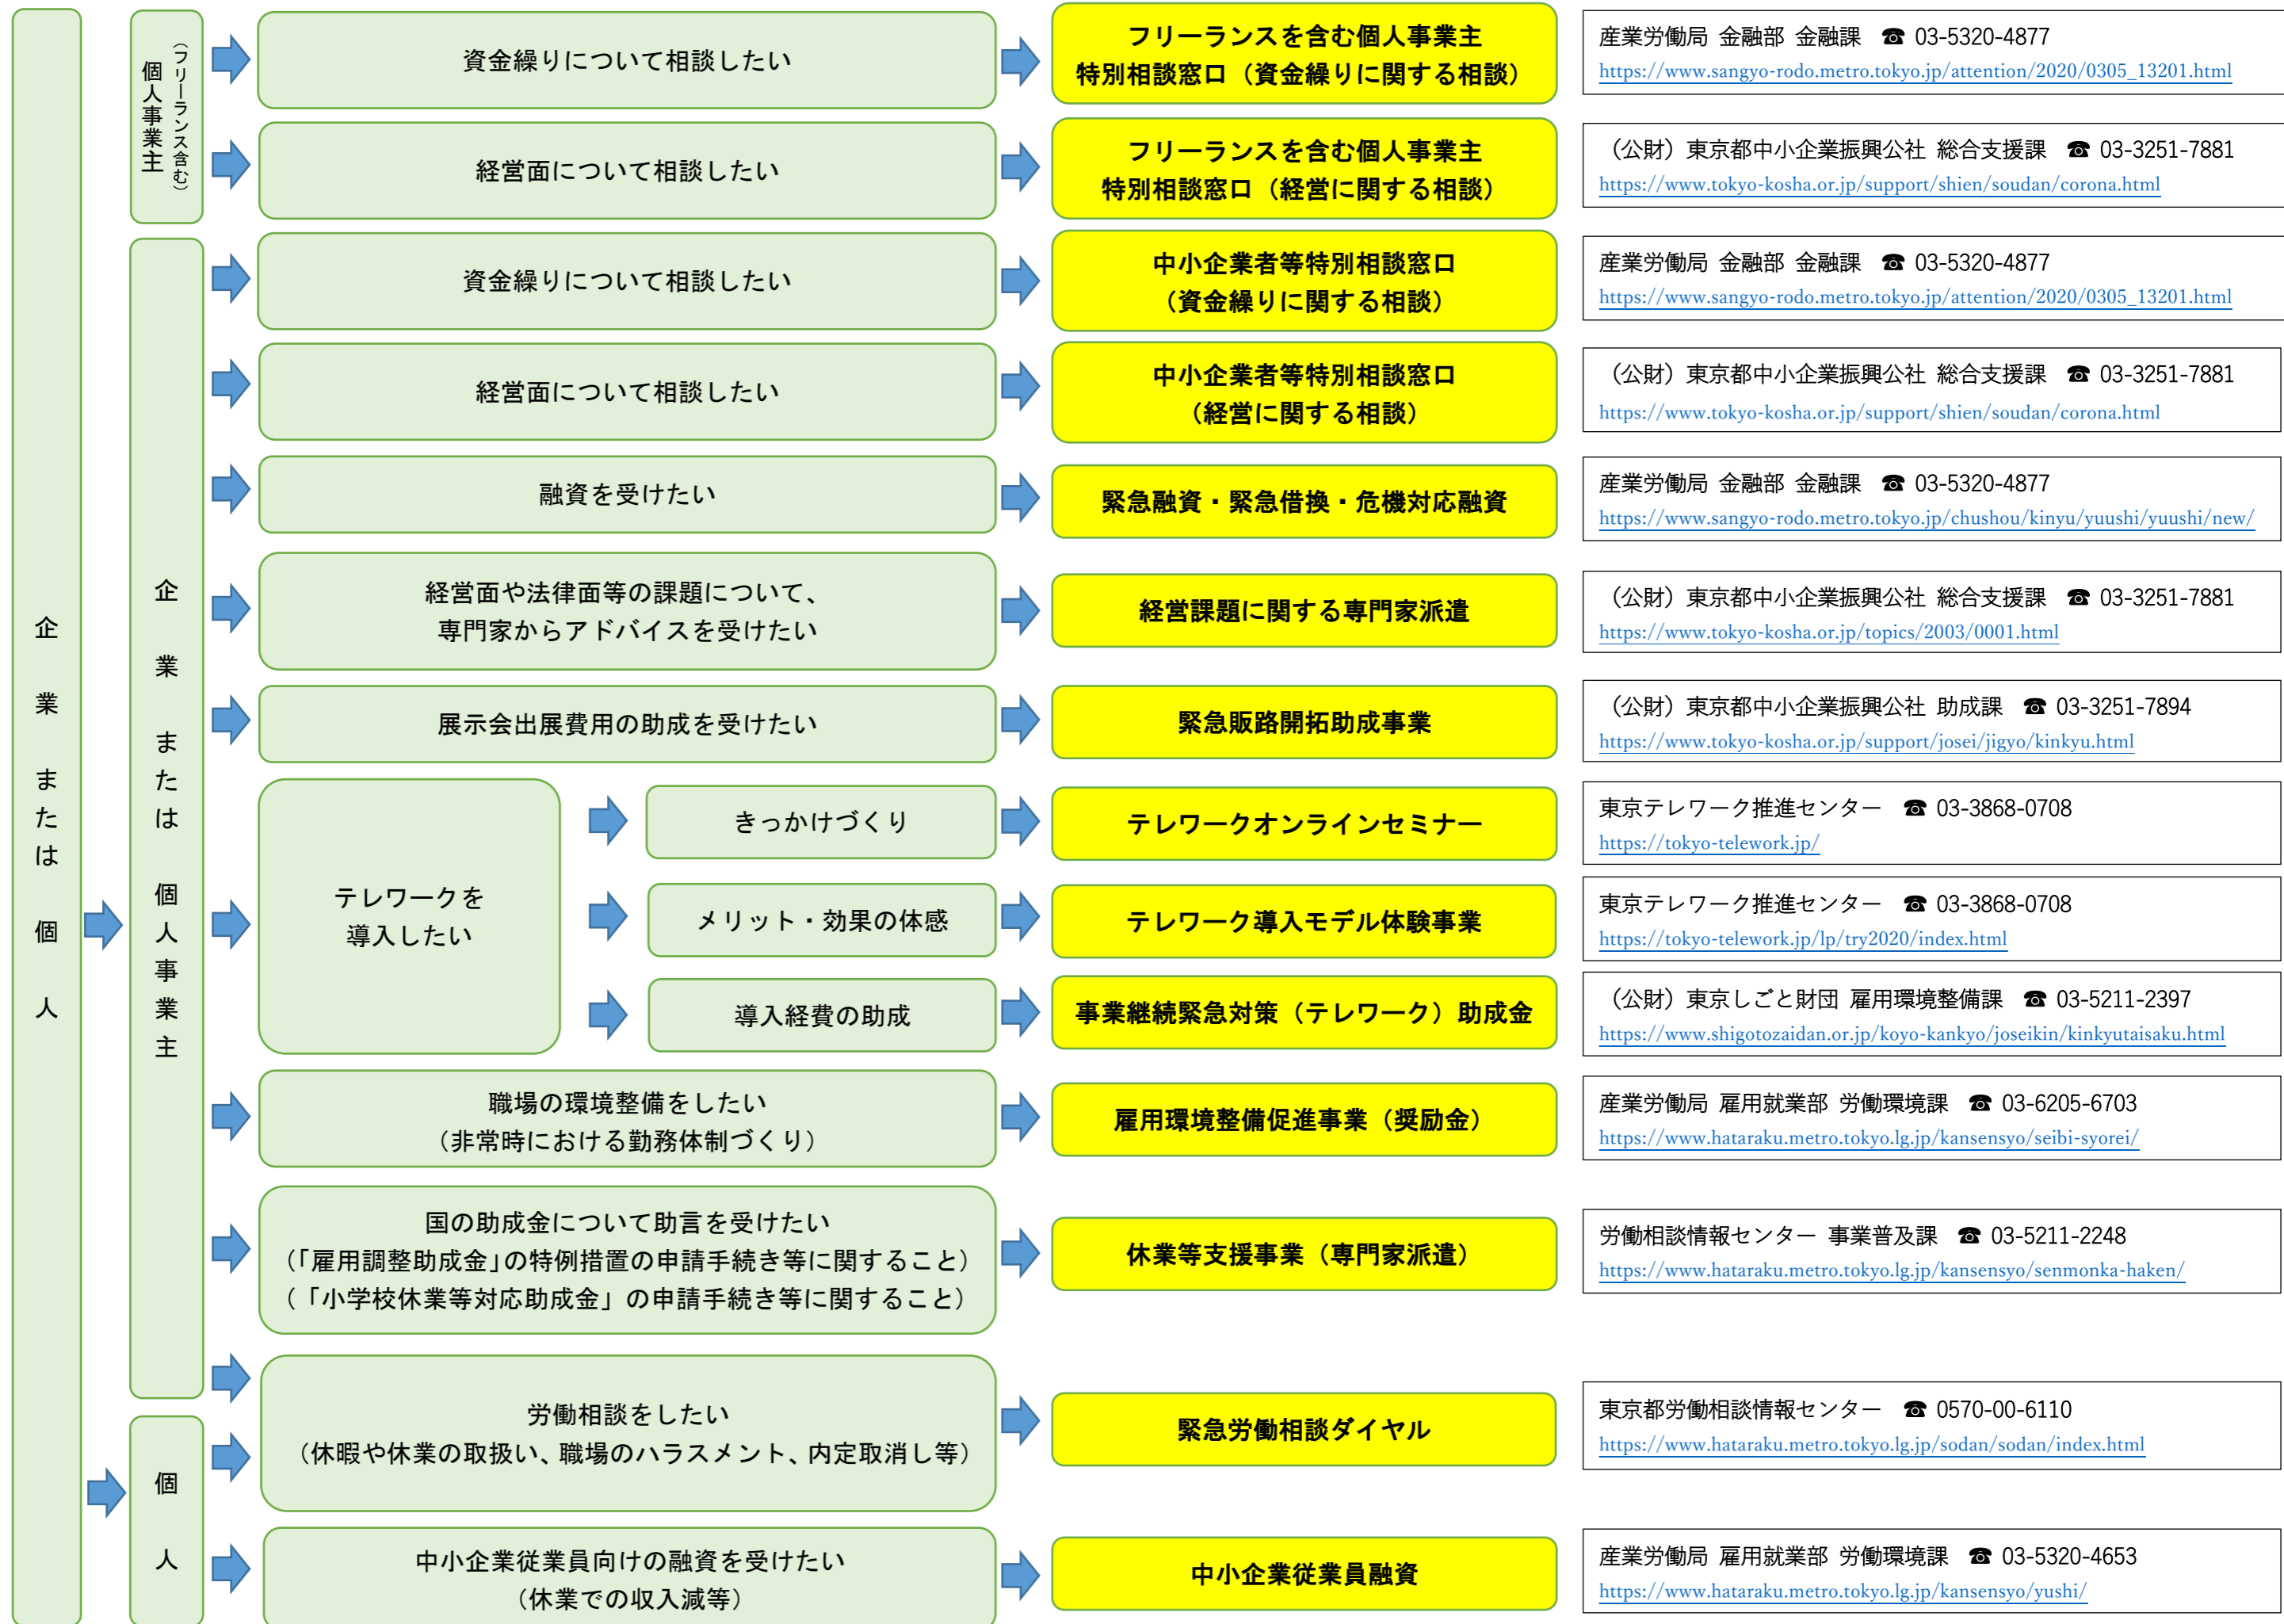 企業または個人
個人事業主
（フリーランス含む）
資金繰りについて相談したい
フリーランスを含む個人事業主
特別相談窓口（資金繰りに関する相談）
産業労働局 金融部 金融課 ☎ 03-5320-4877
https://www.sangyo-rodo.metro.tokyo.jp/attention/2020/0305_13201.html
経営面について相談したい
フリーランスを含む個人事業主
特別相談窓口（経営に関する相談）
（公財）東京都中小企業振興公社 総合支援課 ☎ 03-3251-7881
https://www.tokyo-kosha.or.jp/support/shien/soudan/corona.html
企業または個人事業主
資金繰りについて相談したい
中小企業者等特別相談窓口
（資金繰りに関する相談）
産業労働局 金融部 金融課 ☎ 03-5320-4877
https://www.sangyo-rodo.metro.tokyo.jp/attention/2020/0305_13201.html
経営面について相談したい
中小企業者等特別相談窓口
（経営に関する相談）
（公財）東京都中小企業振興公社 総合支援課 ☎ 03-3251-7881
https://www.tokyo-kosha.or.jp/support/shien/soudan/corona.html
融資を受けたい
緊急融資・緊急借換・危機対応融資
産業労働局 金融部 金融課 ☎ 03-5320-4877
https://www.sangyo-rodo.metro.tokyo.jp/chushou/kinyu/yuushi/yuushi/new/
経営面や法律面等の課題について、
専門家からアドバイスを受けたい
経営課題に関する専門家派遣
（公財）東京都中小企業振興公社 総合支援課 ☎ 03-3251-7881
https://www.tokyo-kosha.or.jp/topics/2003/0001.html
展示会出展費用の助成を受けたい
緊急販路開拓助成事業
（公財）東京都中小企業振興公社 助成課 ☎ 03-3251-7894
https://www.tokyo-kosha.or.jp/support/josei/jigyo/kinkyu.html
テレワークを
導入したい
きっかけづくり
テレワークオンラインセミナー
東京テレワーク推進センター ☎ 03-3868-0708
https://tokyo-telework.jp/
メリット・効果の体感
テレワーク導入モデル体験事業
東京テレワーク推進センター ☎ 03-3868-0708
https://tokyo-telework.jp/lp/try2020/index.html
導入経費の助成
事業継続緊急対策（テレワーク）助成金
（公財）東京しごと財団 雇用環境整備課 ☎ 03-5211-2397
https://www.shigotozaidan.or.jp/koyo-kankyo/joseikin/kinkyutaisaku.html
職場の環境整備をしたい
（非常時における勤務体制づくり）
雇用環境整備促進事業（奨励金）
産業労働局 雇用就業部 労働環境課 ☎ 03-6205-6703
https://www.hataraku.metro.tokyo.lg.jp/kansensyo/seibi-syorei/
国の助成金について助言を受けたい
（「雇用調整助成金」の特例措置の申請手続き等に関すること）
（「小学校休業等対応助成金」の申請手続き等に関すること）
休業等支援事業（専門家派遣）
労働相談情報センター 事業普及課 ☎ 03-5211-2248
https://www.hataraku.metro.tokyo.lg.jp/kansensyo/senmonka-haken/
個人
労働相談をしたい
（休暇や休業の取扱い、職場のハラスメント、内定取消し等）
緊急労働相談ダイヤル
東京都労働相談情報センター ☎ 0570-00-6110
https://www.hataraku.metro.tokyo.lg.jp/sodan/sodan/index.html
中小企業従業員向けの融資を受けたい
（休業での収入減等）
中小企業従業員融資
産業労働局 雇用就業部 労働環境課 ☎ 03-5320-4653
https://www.hataraku.metro.tokyo.lg.jp/kansensyo/yushi/